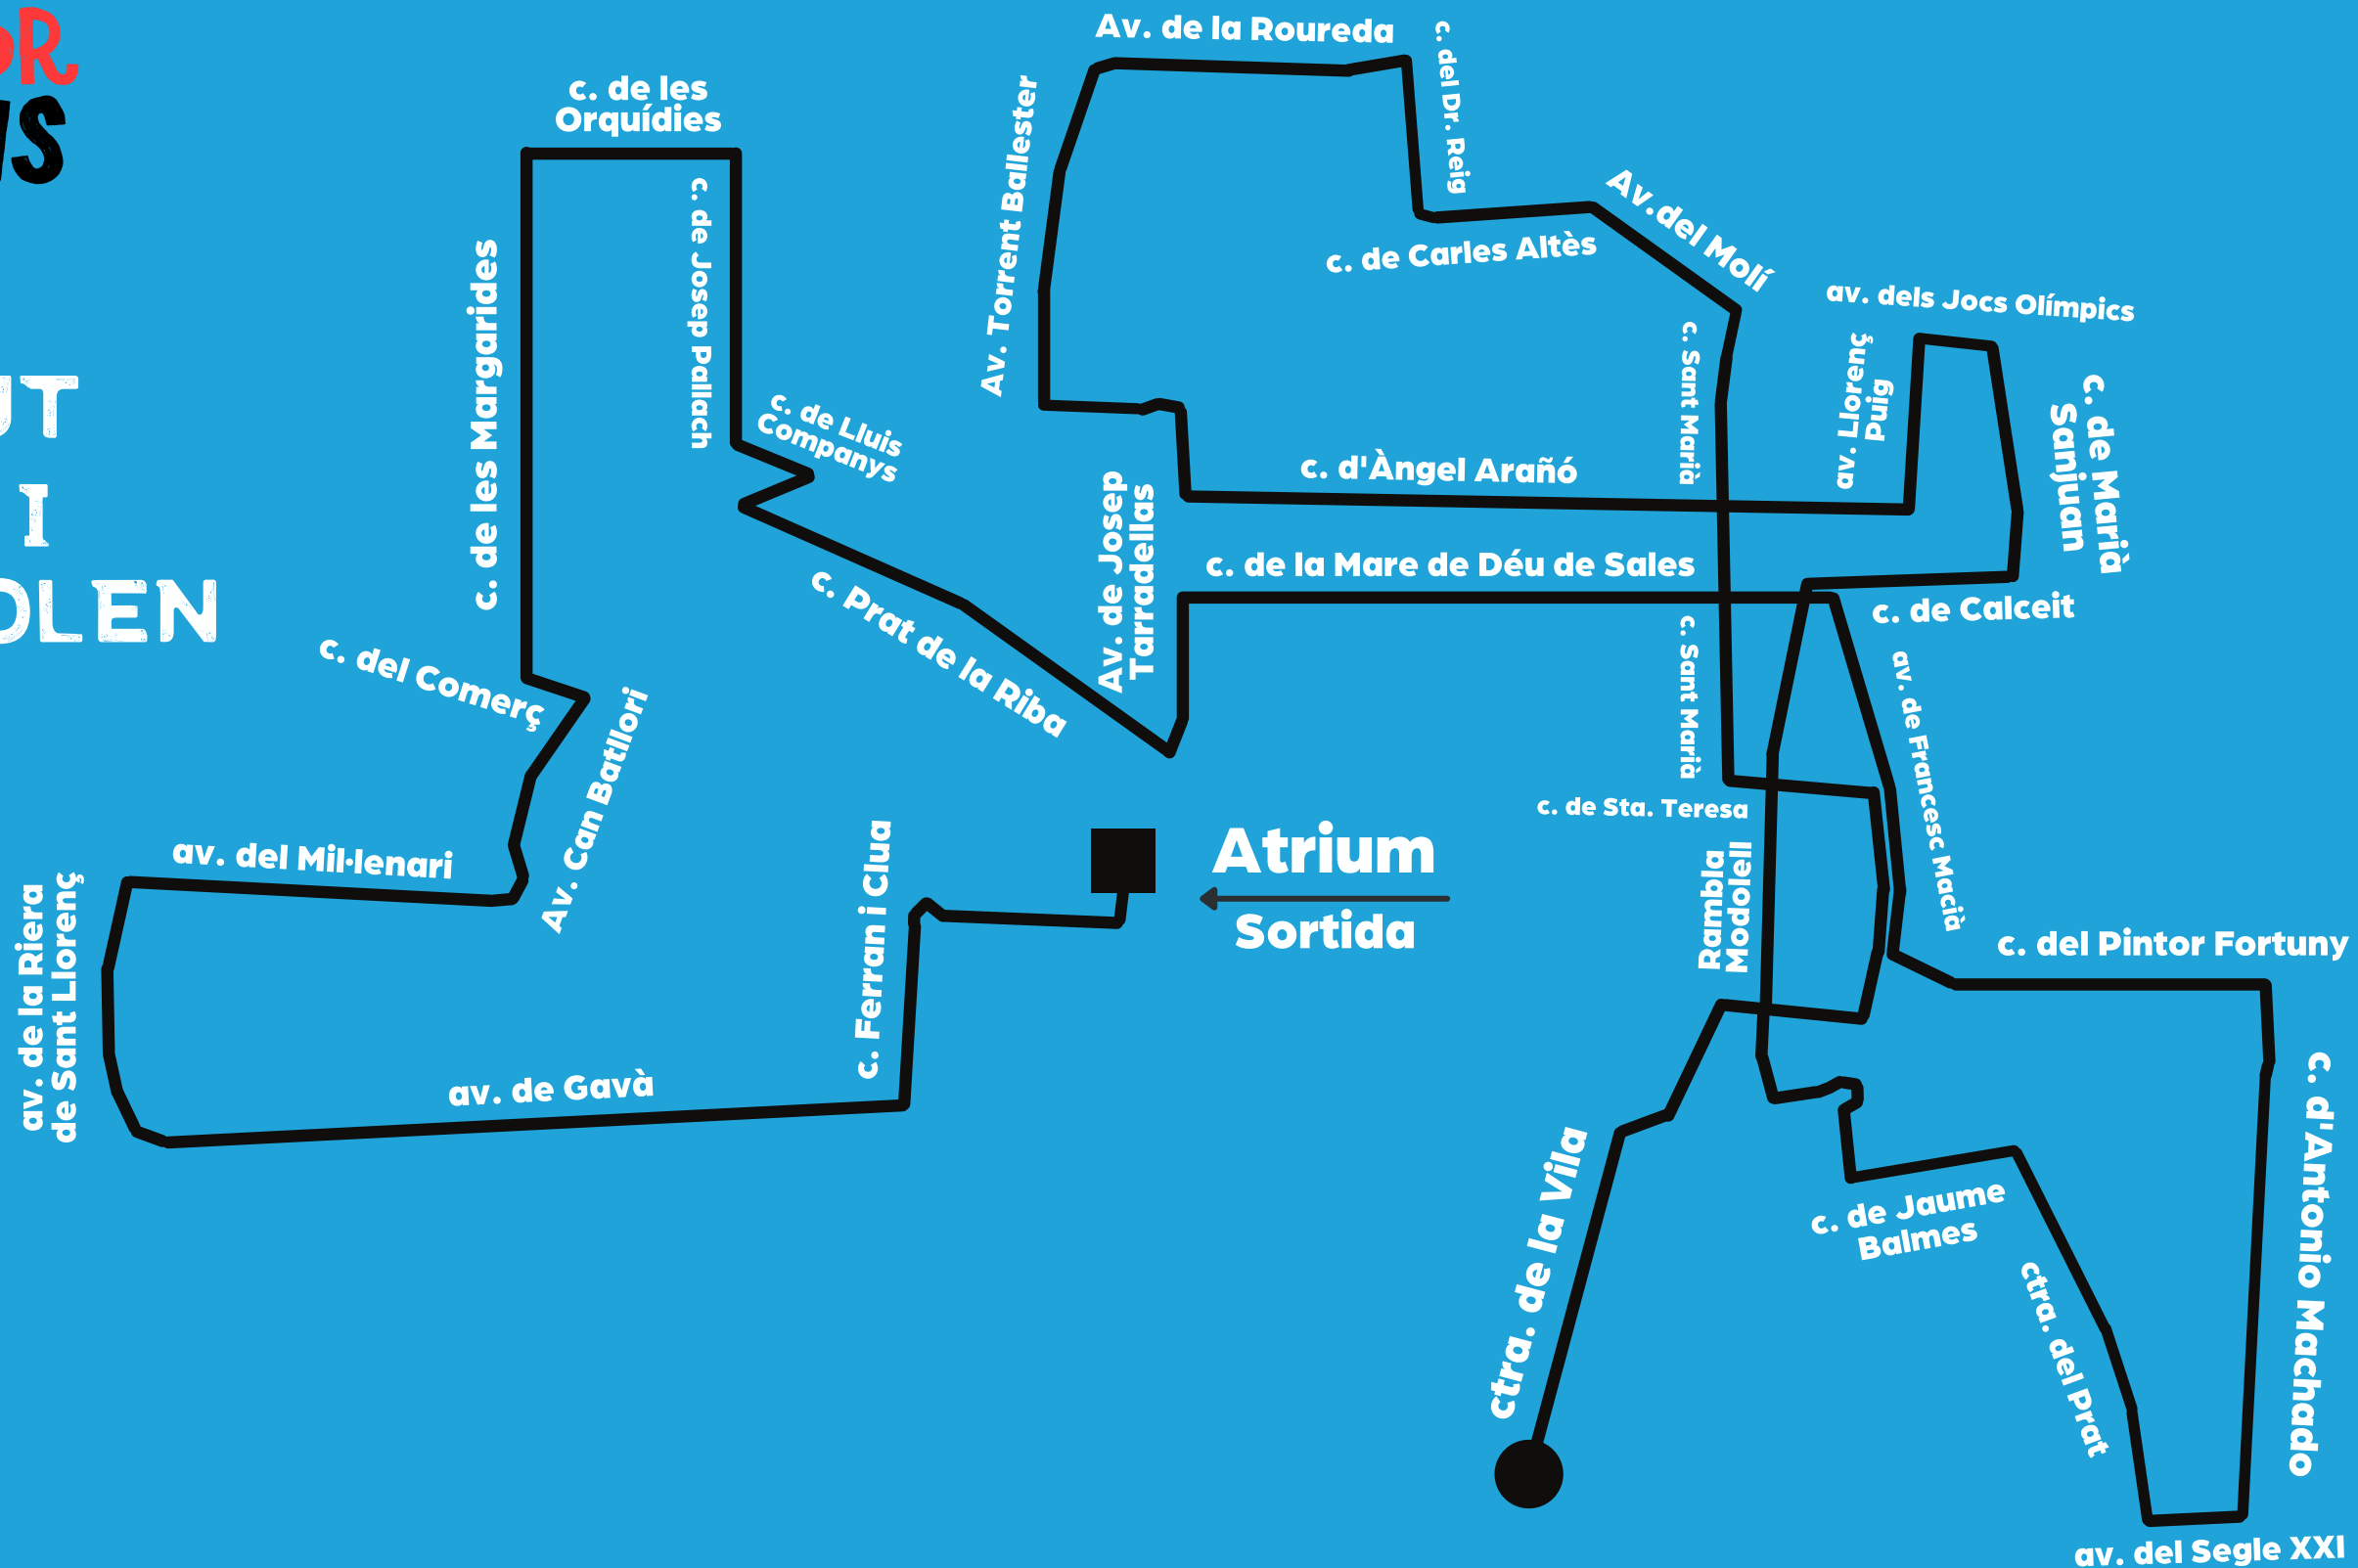 Av. de la Roureda
c. del Dr. Reig
c. de les
Orquídies
Av. Torrent Ballester
c. de Josep Pallach
Av. del Molí
c. de Carles Altès
c. de les Margarides
av. dels Jocs Olímpics
c. Sant Marià
av. Llorenç
Puig
c. de Marià
Sanjuan
c. de Lluis
Companys
c. d'Àngel Arañó
Av. de Josep
Tarradellas
c. de la Mare de Déu de Sales
c. Prat de la Riba
c. de Calceit
c. del Comerç
c. Sant Marià
av. de Francesc Macià
Av. Can Batllori
c. de Sta. Teresa
av. del Mil·lenari
c. Ferran i Clua
Atrium
Sortida
Rambla
Modolell
av. de la Riera
de Sant Llorenç
c. del Pintor Fortuny
av. de Gavà
c. d'Antonio Machado
ctra. de la Vila
c. de Jaume
Balmes
ctra. del Prat
av. del Segle XXI